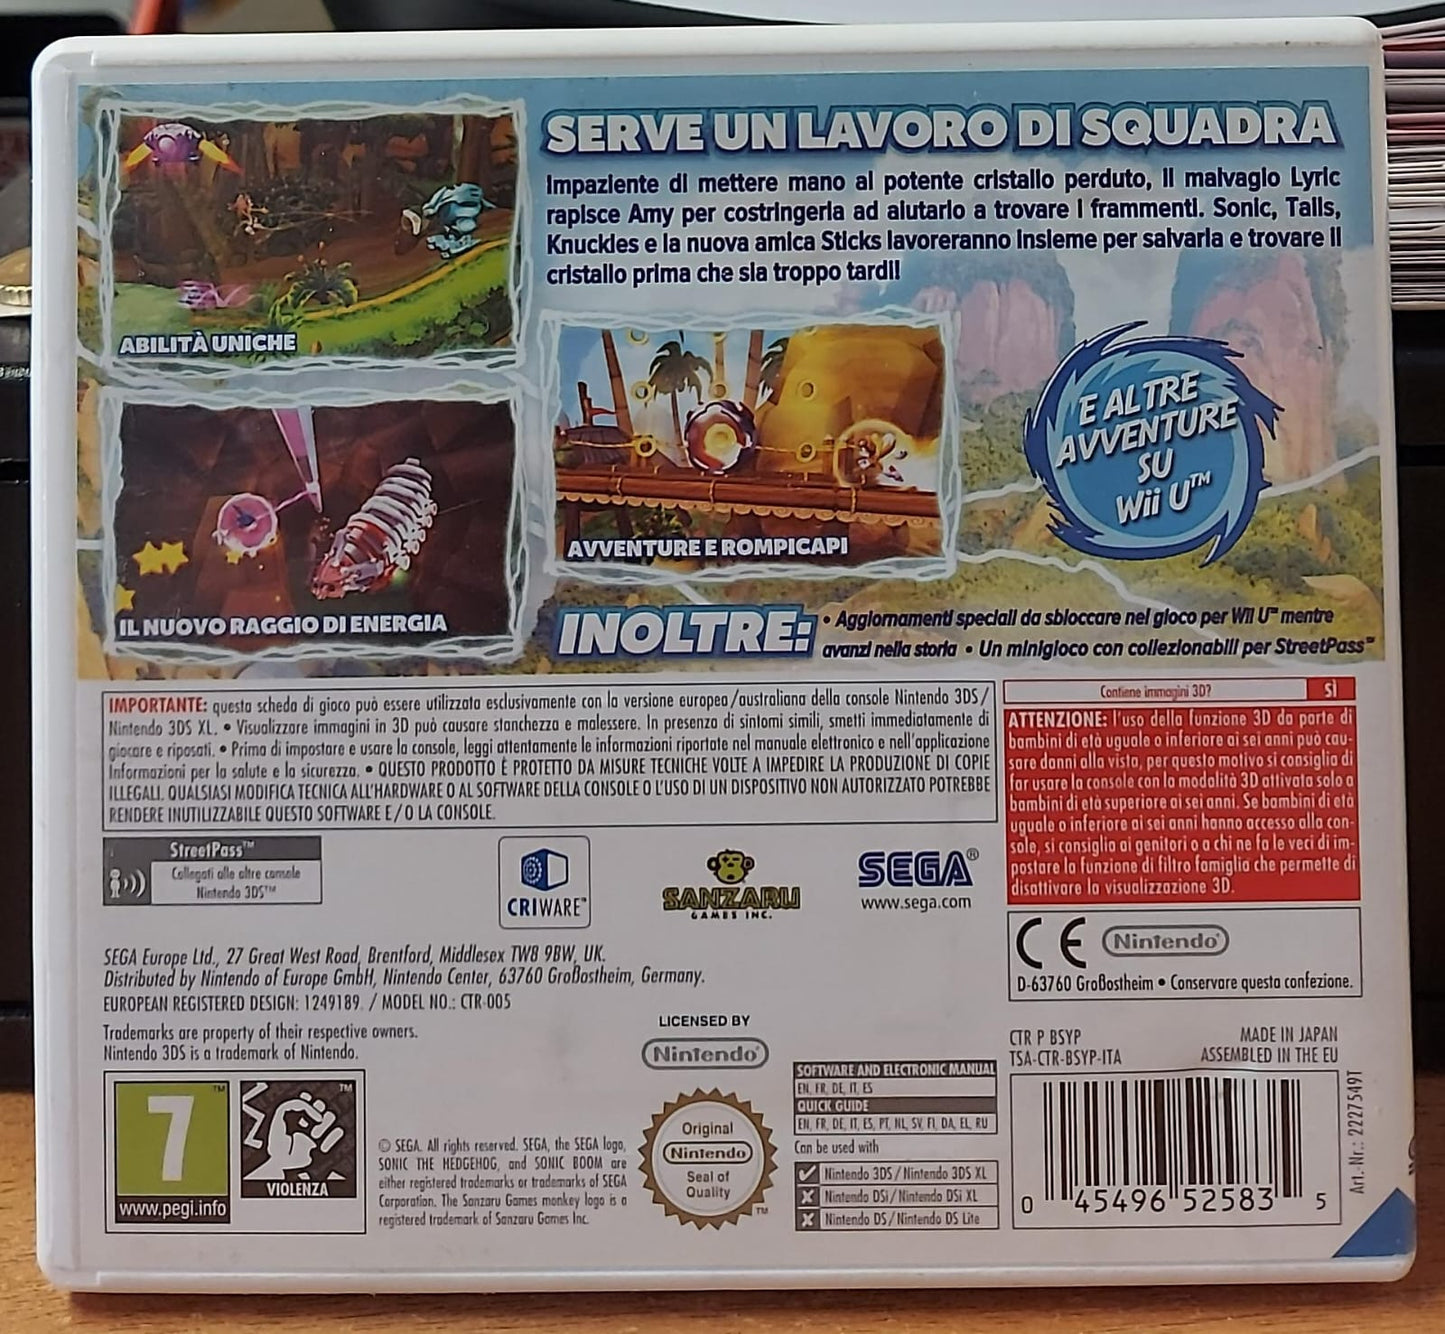 SERVE UN LAVORO DI SQUADRA
Impaziente di mettere mano al potente cristallo perduto, il malvagio Lyric
rapisce Amy per costringerla ad aiutarlo a trovare i frammenti. Sonic, Tails,
Knuckles e la nuova amica Sticks lavoreranno insieme per salvarla e trovare il
cristallo prima che sia troppo tardi!
ABILITÀ UNICHE
E ALTRE
AVVENTURE
SU
Wii U™
AVVENTURE E ROMPICAPI
IL NUOVO RAGGIO DI ENERGIA
INOLTRE:
• Aggiornamenti speciali da sbloccare nel gioco per Wii U™ mentre
avanzi nella storia • Un minigioco con collezionabili per StreetPass™
IMPORTANTE: questa scheda di gioco può essere utilizzata esclusivamente con la versione europea/australiana della console Nintendo 3DS/
Nintendo 3DS XL. • Visualizzare immagini in 3D può causare stanchezza e malessere. In presenza di sintomi simili, smetti immediatamente di
giocare e riposati. • Prima di impostare e usare la console, leggi attentamente le informazioni riportate nel manuale elettronico e nell'applicazione
Informazioni per la salute e la sicurezza. • QUESTO PRODOTTO È PROTETTO DA MISURE TECNICHE VOLTE A IMPEDIRE LA PRODUZIONE DI COPIE
ILLEGALI. QUALSIASI MODIFICA TECNICA ALL'HARDWARE O AL SOFTWARE DELLA CONSOLE O L'USO DI UN DISPOSITIVO NON AUTORIZZATO POTREBBE
RENDERE INUTILIZZABILE QUESTO SOFTWARE E/O LA CONSOLE.
Contiene immagini 3D? SÌ
ATTENZIONE: l'uso della funzione 3D da parte di
bambini di età uguale o inferiore ai sei anni può cau-
sare danni alla vista, per questo motivo si consiglia di
far usare la console con la modalità 3D attivata solo a
bambini di età superiore ai sei anni. Se bambini di età
uguale o inferiore ai sei anni hanno accesso alla con-
sole, si consiglia ai genitori o a chi ne fa le veci di im-
postare la funzione di filtro famiglia che permette di
disattivare la visualizzazione 3D.
StreetPass™
Collegati alle altre console
Nintendo 3DS™
CRIWARE™
SANZARU
GAMES INC.
SEGA®
www.sega.com
CE Nintendo®
D-63760 Großostheim • Conservare questa confezione.
SEGA Europe Ltd., 27 Great West Road, Brentford, Middlesex TW8 9BW, UK.
Distributed by Nintendo of Europe GmbH, Nintendo Center, 63760 Großostheim, Germany.
EUROPEAN REGISTERED DESIGN: 1249189. / MODEL NO.: CTR-005
Trademarks are property of their respective owners.
Nintendo 3DS is a trademark of Nintendo.
LICENSED BY
Nintendo®
CTR P BSYP
TSA-CTR-BSYP-ITA
MADE IN JAPAN
ASSEMBLED IN THE EU
7
www.pegi.info
VIOLENZA
™
© SEGA. All rights reserved. SEGA, the SEGA logo,
SONIC THE HEDGEHOG, and SONIC BOOM are
either registered trademarks or trademarks of SEGA
Corporation. The Sanzaru Games monkey logo is a
registered trademark of Sanzaru Games Inc.
Original
Nintendo®
Seal of
Quality
™
SOFTWARE AND ELECTRONIC MANUAL
EN, FR, DE, IT, ES
QUICK GUIDE
EN, FR, DE, IT, ES, PT, NL, SV, FI, DA, EL, RU
Can be used with
Nintendo 3DS/Nintendo 3DS XL
Nintendo DSi/Nintendo DSi XL
Nintendo DS/Nintendo DS Lite
0 45496 52583 5
Art.-Nr.: 2227549T